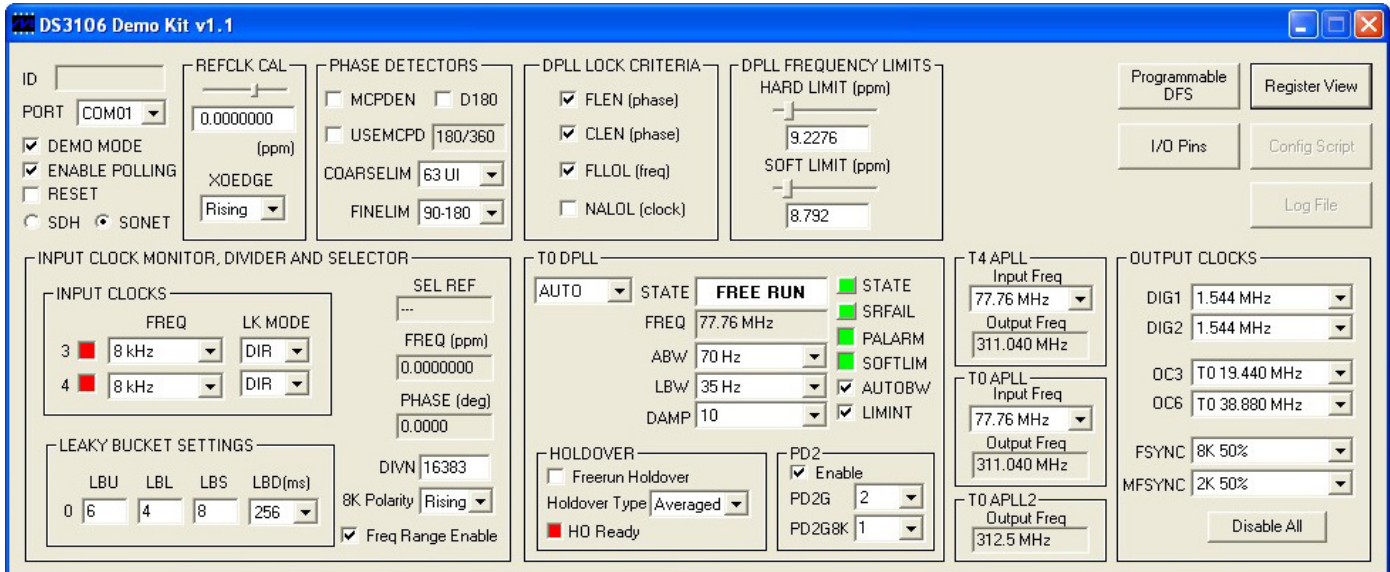 DS3106 Demo Kit v1.1
ID
PORT COM01
DEMO MODE
ENABLE POLLING
RESET
SDH SONET
REFCLK CAL
0.0000000
(ppm)
XOEDGE
Rising
PHASE DETECTORS
MCPDEN D180
USEMCPD 180/360
COARSELIM 63 UI
FINELIM 90-180
DPLL LOCK CRITERIA
FLEN (phase)
CLEN (phase)
FLLOL (freq)
NALOL (clock)
DPLL FREQUENCY LIMITS
HARD LIMIT (ppm)
9.2276
SOFT LIMIT (ppm)
8.792
Programmable
DFS
Register View
I/O Pins
Config Script
Log File
INPUT CLOCK MONITOR, DIVIDER AND SELECTOR
INPUT CLOCKS
FREQ LK MODE
3 8 kHz DIR
4 8 kHz DIR
LEAKY BUCKET SETTINGS
LBU LBL LBS LBD(ms)
0 6 4 8 256
SEL REF
---
FREQ (ppm)
0.0000000
PHASE (deg)
0.0000
DIVN 16383
8K Polarity Rising
Freq Range Enable
T0 DPLL
AUTO STATE FREE RUN
FREQ 77.76 MHz
ABW 70 Hz
LBW 35 Hz
DAMP 10
STATE
SRFAIL
PALARM
SOFTLIM
AUTOBW
LIMINT
HOLDOVER
Freerun Holdover
Holdover Type Averaged
HO Ready
PD2
Enable
PD2G 2
PD2G8K 1
T4 APLL
Input Freq
77.76 MHz
Output Freq
311.040 MHz
T0 APLL
Input Freq
77.76 MHz
Output Freq
311.040 MHz
T0 APLL2
Output Freq
312.5 MHz
OUTPUT CLOCKS
DIG1 1.544 MHz
DIG2 1.544 MHz
OC3 T0 19.440 MHz
OC6 T0 38.880 MHz
FSYNC 8K 50%
MFSYNC 2K 50%
Disable All